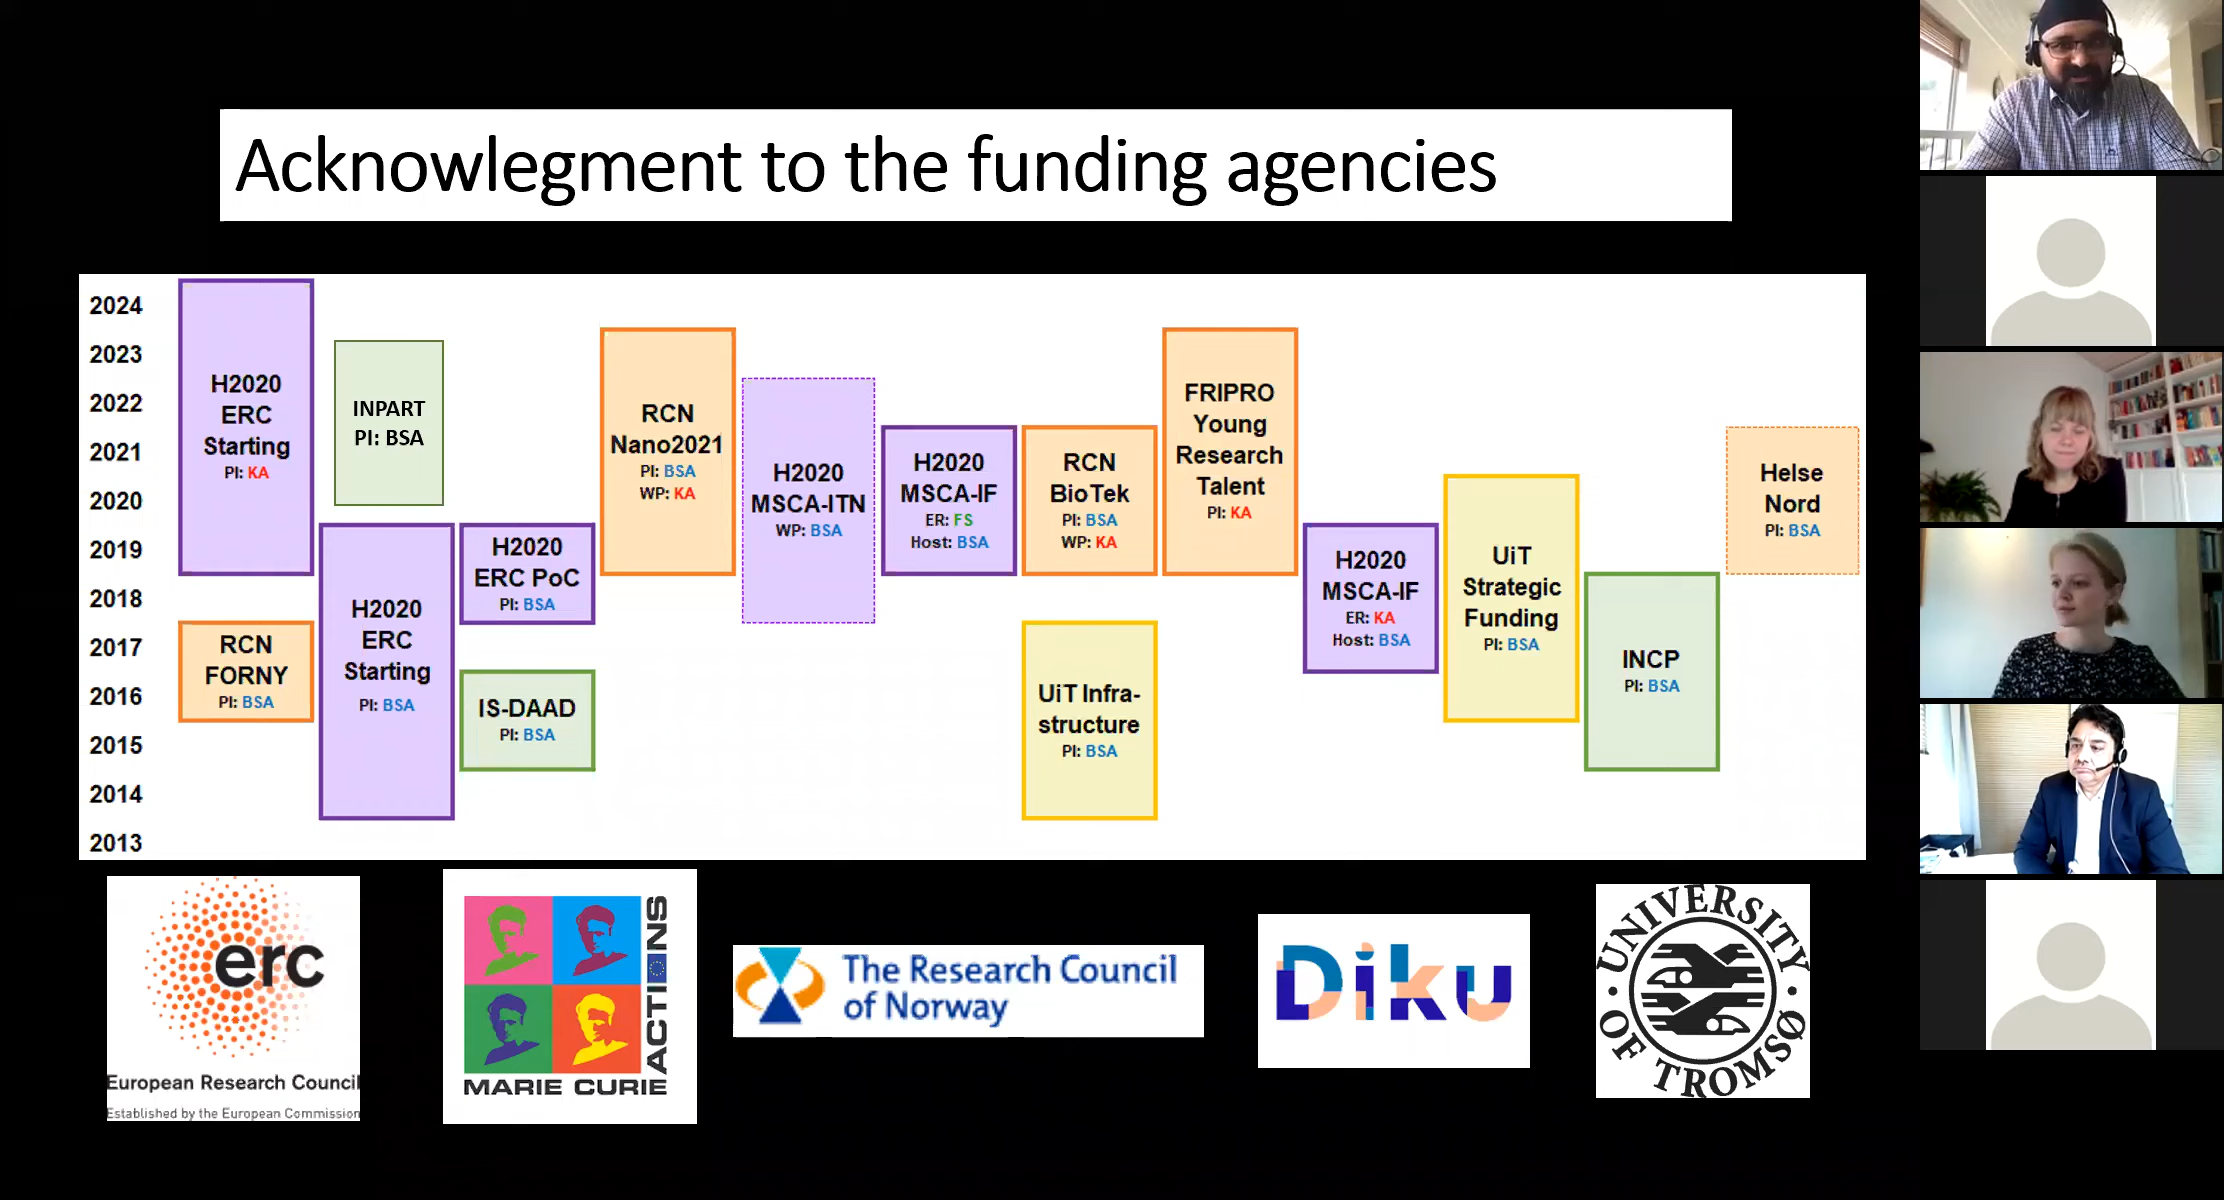 Acknowlegment to the funding agencies
2024
2023
2022
2021
2020
2019
2018
2017
2016
2015
2014
2013
H2020
ERC
Starting
PI: KA
RCN
FORNY
PI: BSA
INPART
PI: BSA
H2020
ERC
Starting
PI: BSA
H2020
ERC PoC
PI: BSA
IS-DAAD
PI: BSA
RCN
Nano2021
PI: BSA
WP: KA
H2020
MSCA-ITN
WP: BSA
H2020
MSCA-IF
ER: FS
Host: BSA
RCN
BioTek
PI: BSA
WP: KA
UiT Infra-
structure
PI: BSA
FRIPRO
Young
Research
Talent
PI: KA
H2020
MSCA-IF
ER: KA
Host: BSA
UiT
Strategic
Funding
PI: BSA
INCP
PI: BSA
Helse
Nord
PI: BSA
erc
European Research Council
Established by the European Commission
MARIE CURIE
ACTIONS
The Research Council
of Norway
Diku
UNIVERSITY
OF TROMSØ